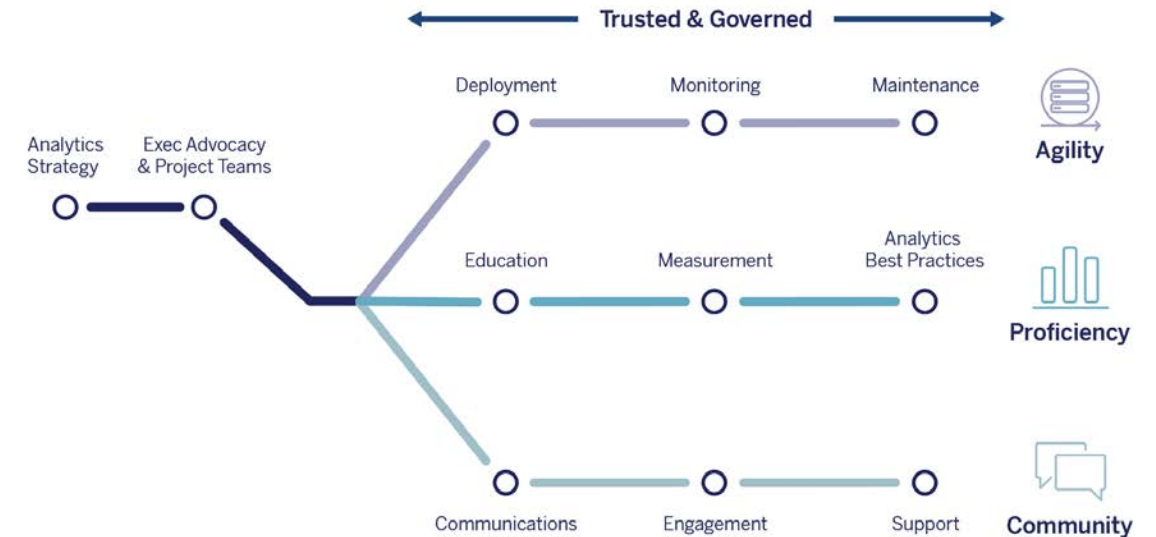 Trusted & Governed
Deployment
Monitoring
Maintenance
Agility
Analytics
Strategy
Exec Advocacy
& Project Teams
Education
Measurement
Analytics
Best Practices
Proficiency
Communications
Engagement
Support
Community